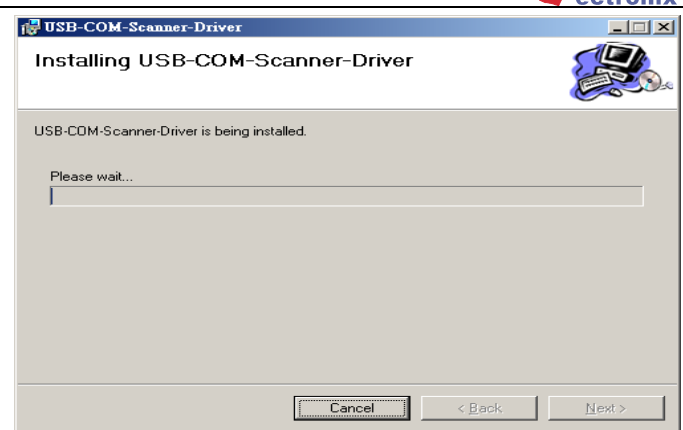 USB-COM-Scanner-Driver
Installing USB-COM-Scanner-Driver
USB-COM-Scanner-Driver is being installed.
Please wait...
Cancel
< Back
Next >